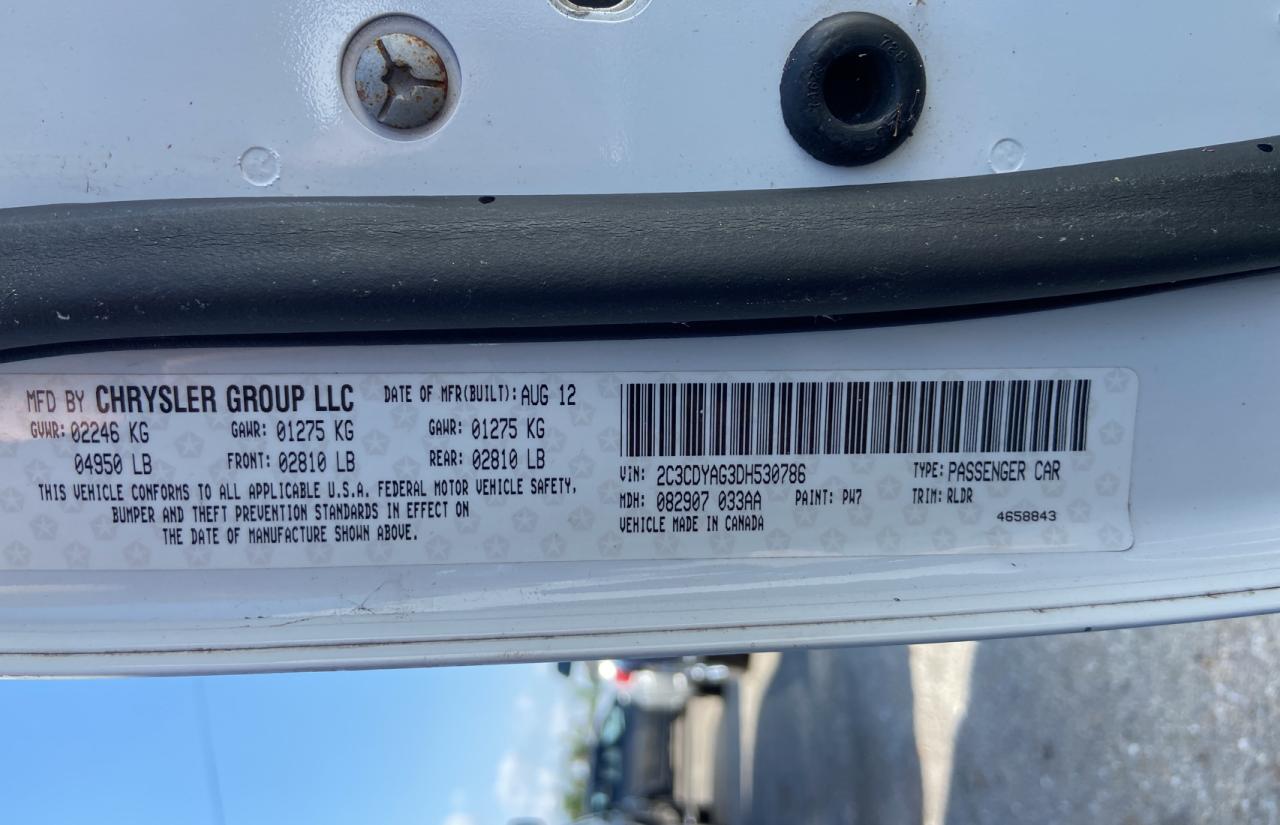 MFD BY CHRYSLER GROUP LLC DATE OF MFR(BUILT): AUG 12
GVWR: 02246 KG GAWR: 01275 KG GAWR: 01275 KG
04950 LB FRONT: 02810 LB REAR: 02810 LB
THIS VEHICLE CONFORMS TO ALL APPLICABLE U.S.A. FEDERAL MOTOR VEHICLE SAFETY,
BUMPER AND THEFT PREVENTION STANDARDS IN EFFECT ON
THE DATE OF MANUFACTURE SHOWN ABOVE.
VIN: 2C3CDYAG3DH530786 TYPE: PASSENGER CAR
MDH: 082907 033AA PAINT: PW7 TRIM: RLDR
VEHICLE MADE IN CANADA
4658843